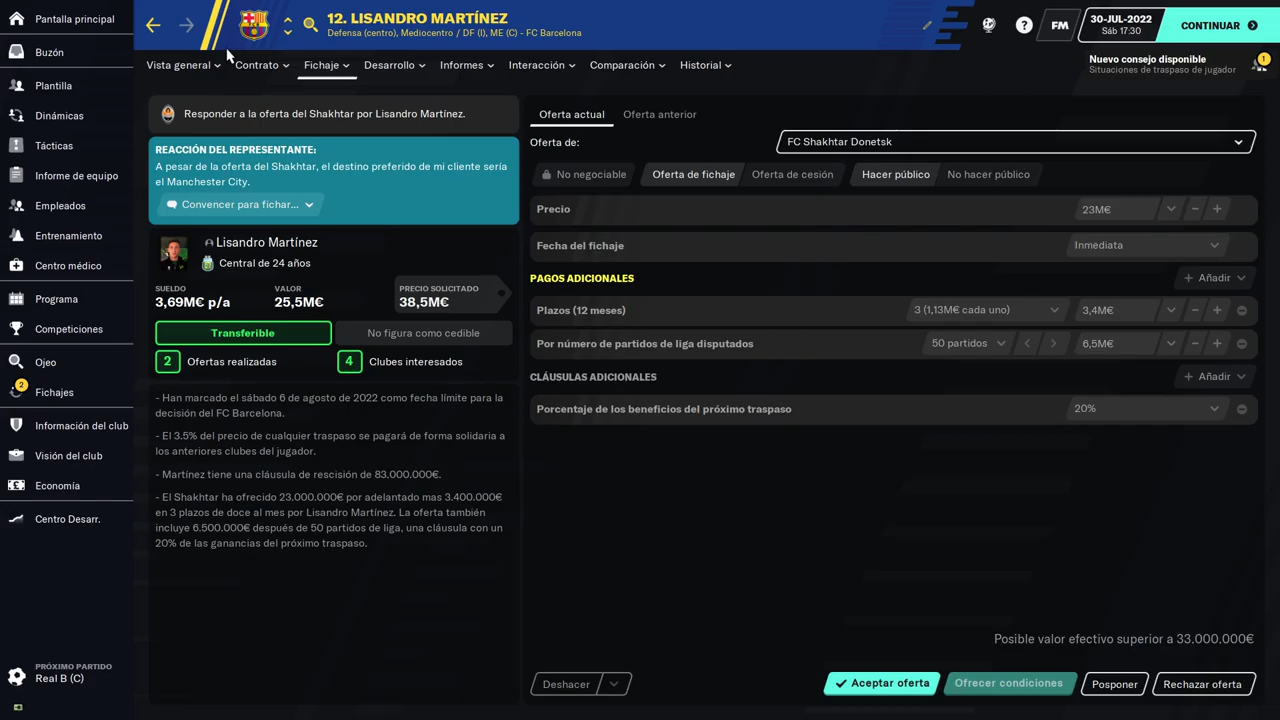 Pantalla principal
Buzón
Plantilla
Dinámicas
Tácticas
Informe de equipo
Empleados
Entrenamiento
Centro médico
Programa
Competiciones
Ojeo
2
Fichajes
Información del club
Visión del club
Economía
Centro Desarr.
PRÓXIMO PARTIDO
Real B (C)
12. LISANDRO MARTÍNEZ
Defensa (centro), Mediocentro / DF (I), ME (C) - FC Barcelona
FM
30-JUL-2022
Sáb 17:30
CONTINUAR
Vista general
Contrato
Fichaje
Desarrollo
Informes
Interacción
Comparación
Historial
Nuevo consejo disponible
Situaciones de traspaso de jugador
1
Responder a la oferta del Shakhtar por Lisandro Martínez.
REACCIÓN DEL REPRESENTANTE:
A pesar de la oferta del Shakhtar, el destino preferido de mi cliente sería
el Manchester City.
Convencer para fichar...
Lisandro Martínez
Central de 24 años
SUELDO VALOR PRECIO SOLICITADO
3,69M€ p/a 25,5M€ 38,5M€
Transferible No figura como cedible
2 Ofertas realizadas 4 Clubes interesados
- Han marcado el sábado 6 de agosto de 2022 como fecha límite para la
decisión del FC Barcelona.
- El 3.5% del precio de cualquier traspaso se pagará de forma solidaria a
los anteriores clubes del jugador.
- Martínez tiene una cláusula de rescisión de 83.000.000€.
- El Shakhtar ha ofrecido 23.000.000€ por adelantado mas 3.400.000€
en 3 plazos de doce al mes por Lisandro Martínez. La oferta también
incluye 6.500.000€ después de 50 partidos de liga, una cláusula con un
20% de las ganancias del próximo traspaso.
Oferta actual Oferta anterior
Oferta de: FC Shakhtar Donetsk
No negociable Oferta de fichaje Oferta de cesión Hacer público No hacer público
Precio 23M€ − +
Fecha del fichaje Inmediata
PAGOS ADICIONALES + Añadir
Plazos (12 meses) 3 (1,13M€ cada uno) 3,4M€ − +
Por número de partidos de liga disputados 50 partidos 6,5M€ − +
CLÁUSULAS ADICIONALES + Añadir
Porcentaje de los beneficios del próximo traspaso 20%
Posible valor efectivo superior a 33.000.000€
Deshacer Aceptar oferta Ofrecer condiciones Posponer Rechazar oferta